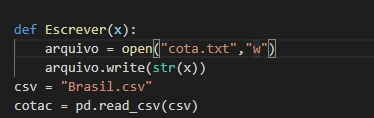 def Escrever(x):
    arquivo = open("cota.txt","w")
    arquivo.write(str(x))
csv = "Brasil.csv"
cotac = pd.read_csv(csv)